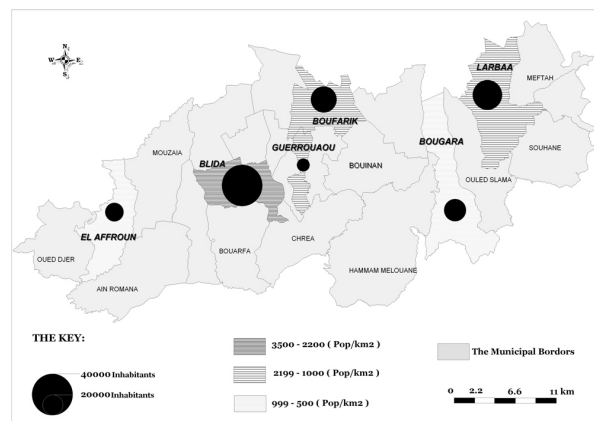 N
W E
S
LARBAA
MEFTAH
BOUFARIK
BOUGARA
GUERROUAOU
SOUHANE
MOUZAIA
BLIDA
BOUINAN
OULED SLAMA
EL AFFROUN
OUED DJER
BOUARFA
CHREA
HAMMAM MELOUANE
AIN ROMANA
THE KEY:
40000 Inhabitants
20000 Inhabitants
3500 - 2200 ( Pop/km2 )
2199 - 1000 ( Pop/km2 )
999 - 500 ( Pop/km2 )
The Municipal Bordors
0 2.2 6.6 11 km